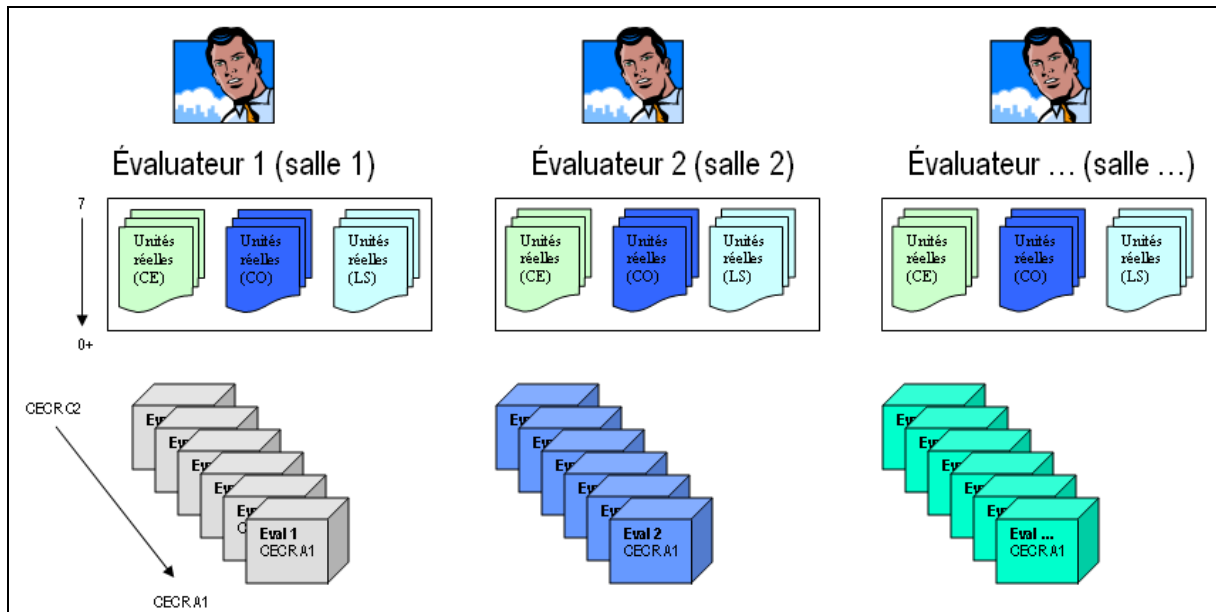 Évaluateur 1 (salle 1)
Évaluateur 2 (salle 2)
Évaluateur ... (salle ...)
7
0+
Unités
réelles
(CE)
Unités
réelles
(CO)
Unités
réelles
(LS)
Unités
réelles
(CE)
Unités
réelles
(CO)
Unités
réelles
(LS)
Unités
réelles
(CE)
Unités
réelles
(CO)
Unités
réelles
(LS)
CECR C2
CECR A1
Eval 1
CECR A1
Eval 2
CECR A1
Eval ...
CECR A1